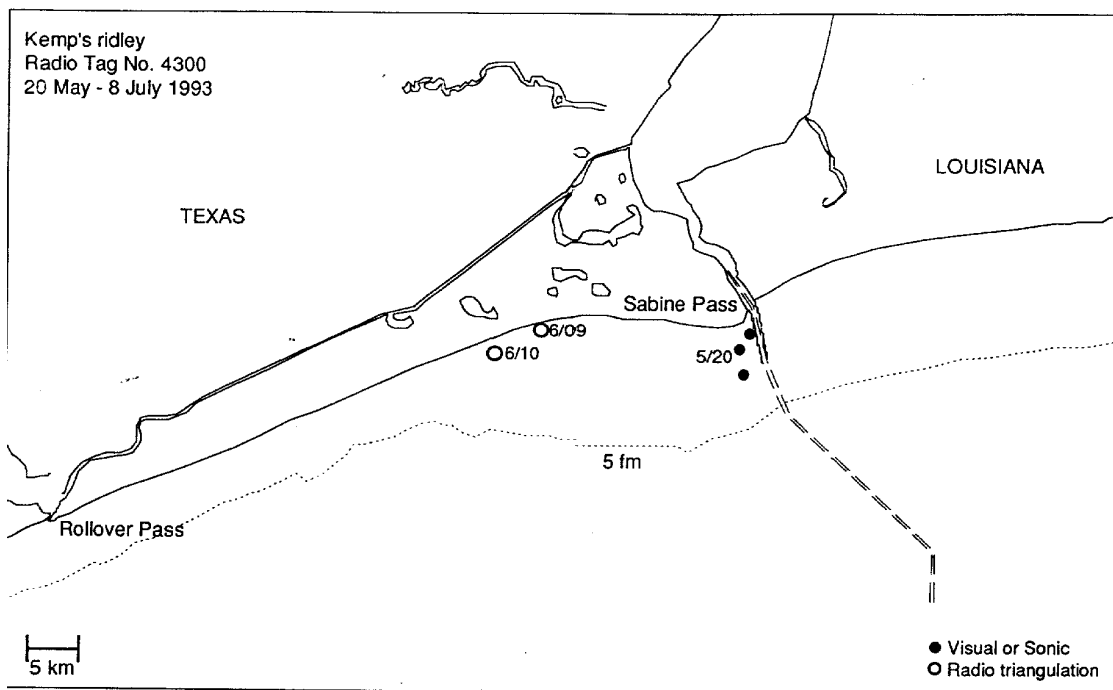 Kemp's ridley
Radio Tag No. 4300
20 May - 8 July 1993
LOUISIANA
TEXAS
Sabine Pass
6/09
6/10
5/20
5 fm
Rollover Pass
5 km
Visual or Sonic
Radio triangulation